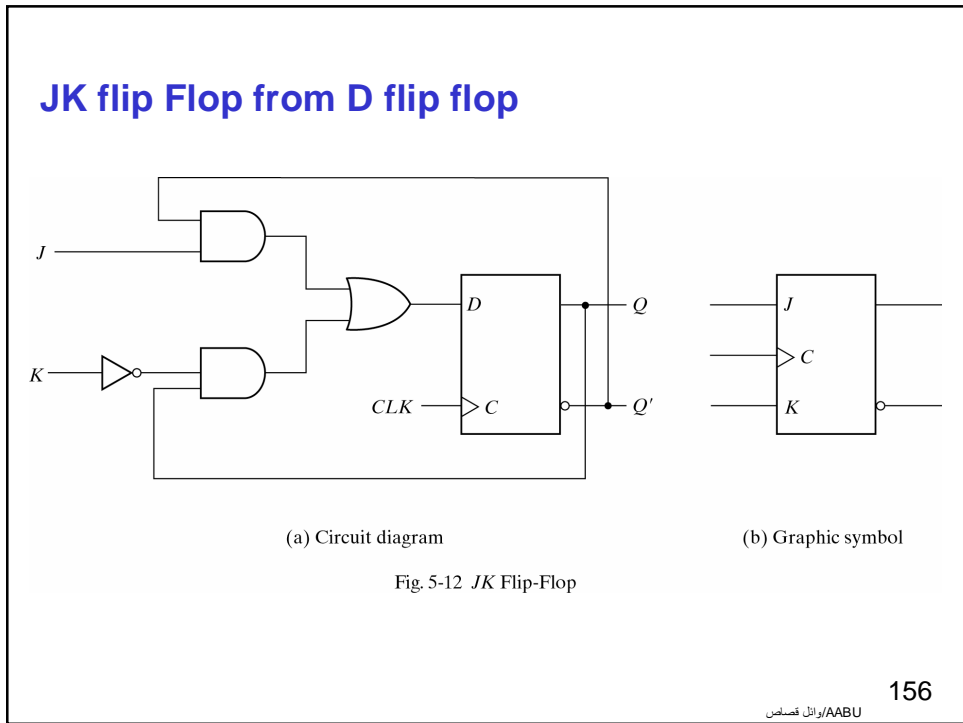 JK flip Flop from D flip flop
J
K
D
CLK
C
Q
Q′
J
C
K
(a) Circuit diagram
(b) Graphic symbol
Fig. 5-12 JK Flip-Flop
156
وائل قصاص/AABU